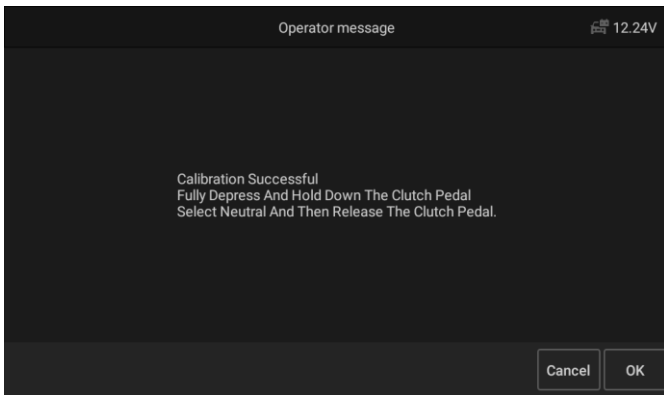 Operator message
12.24V
Calibration Successful
Fully Depress And Hold Down The Clutch Pedal
Select Neutral And Then Release The Clutch Pedal.
Cancel
OK